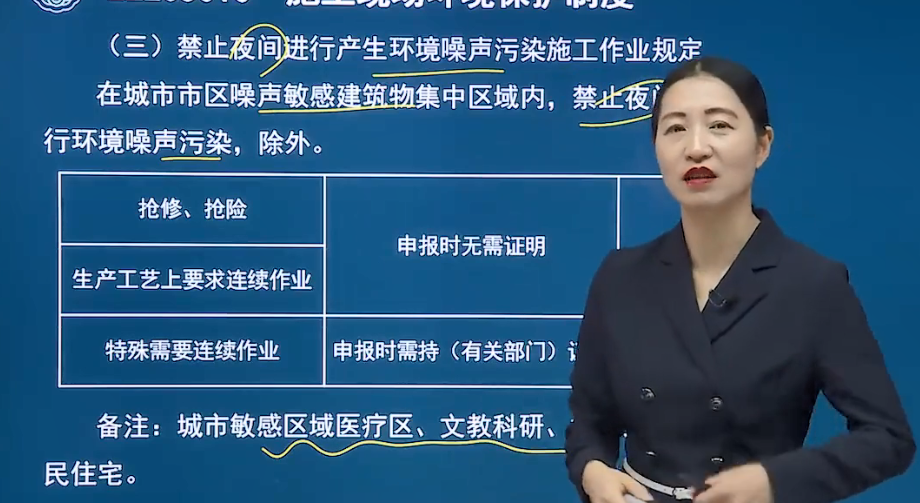 施工现场环境保护制度
（三）禁止夜间进行产生环境噪声污染施工作业规定
在城市市区噪声敏感建筑物集中区域内，禁止夜
行环境噪声污染，除外。
抢修、抢险
申报时无需证明
生产工艺上要求连续作业
特殊需要连续作业
申报时需持（有关部门）
备注：城市敏感区域医疗区、文教科研、
民住宅。